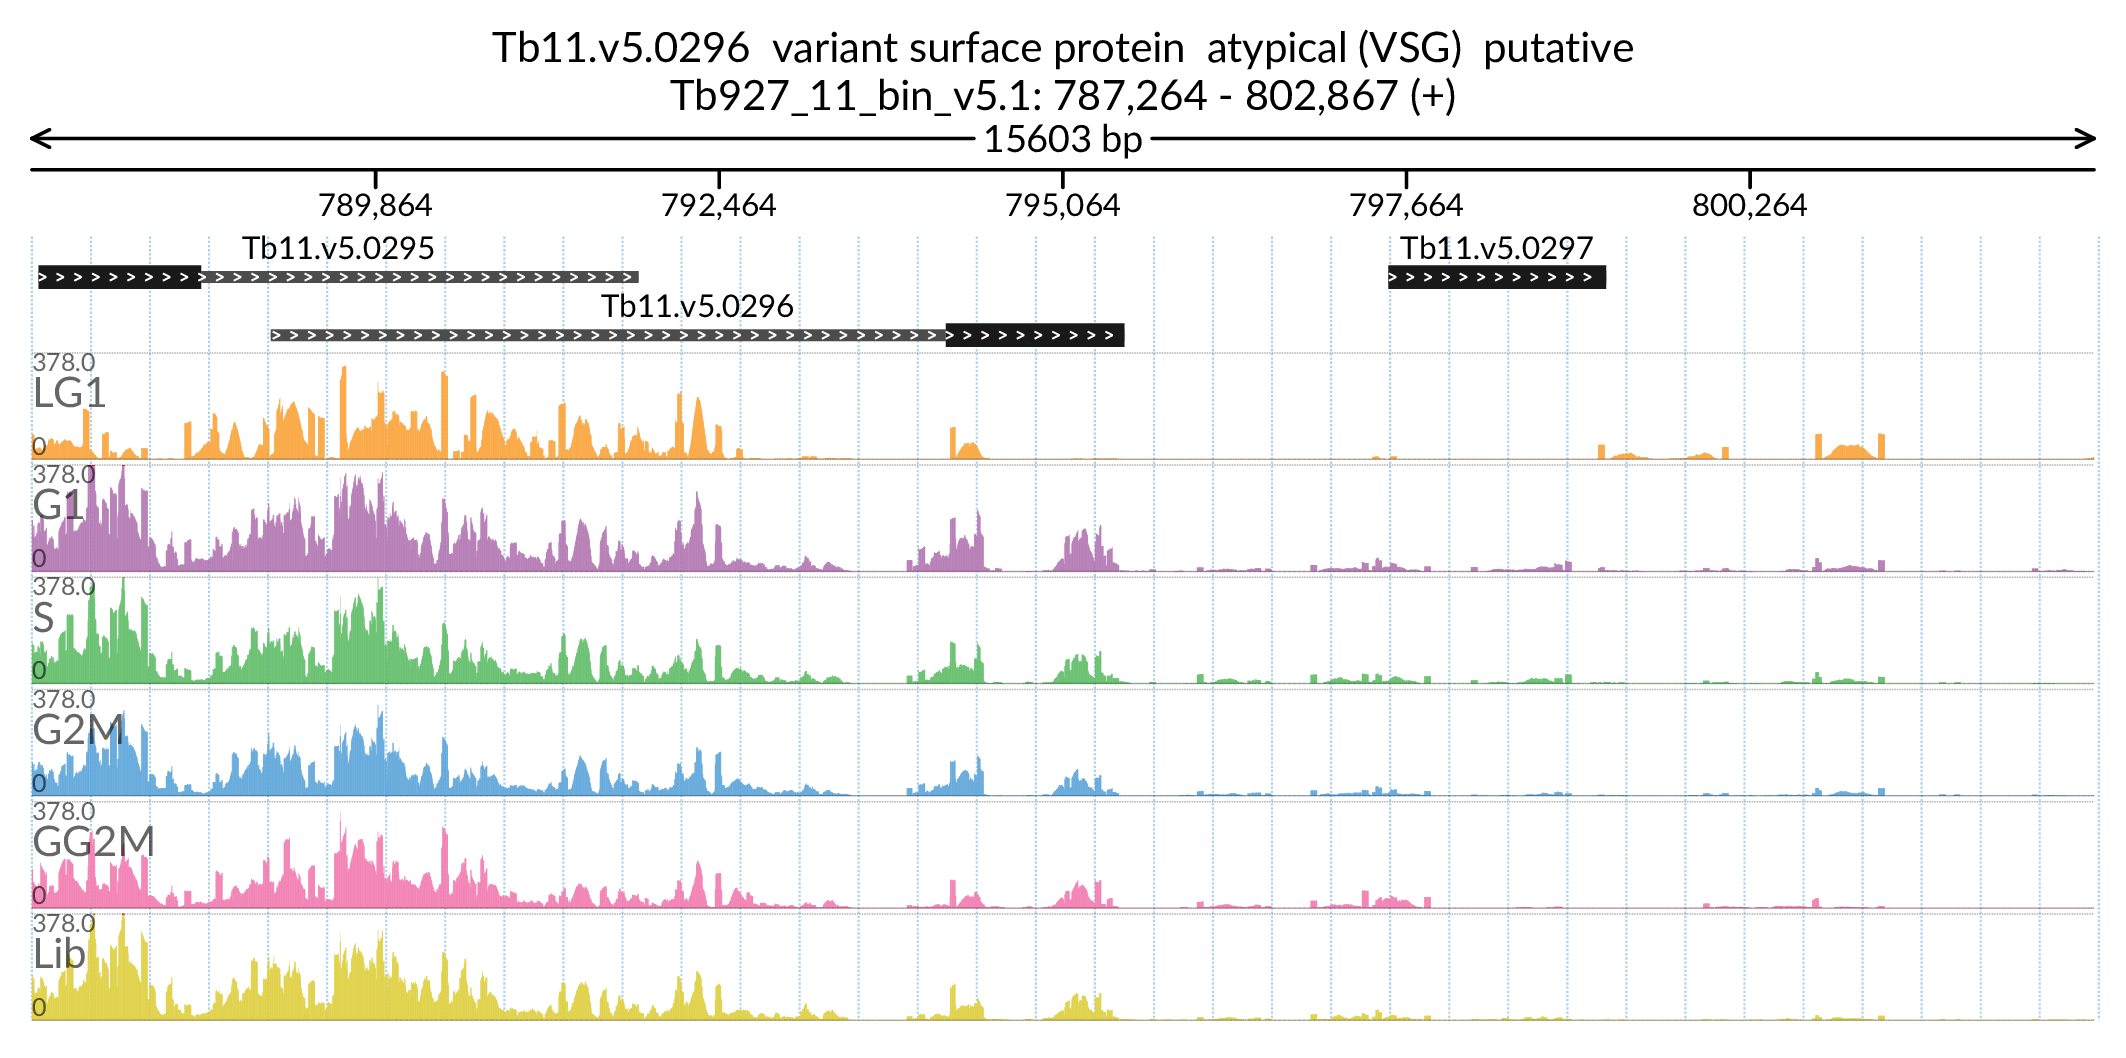 Tb11.v5.0296 variant surface protein atypical (VSG) putative
Tb927_11_bin_v5.1: 787,264 - 802,867 (+)
15603 bp
789,864 792,464 795,064 797,664 800,264
Tb11.v5.0295 Tb11.v5.0297
Tb11.v5.0296
378.0
LG1
0
378.0
G1
0
378.0
S
0
378.0
G2M
0
378.0
GG2M
0
378.0
Lib
0